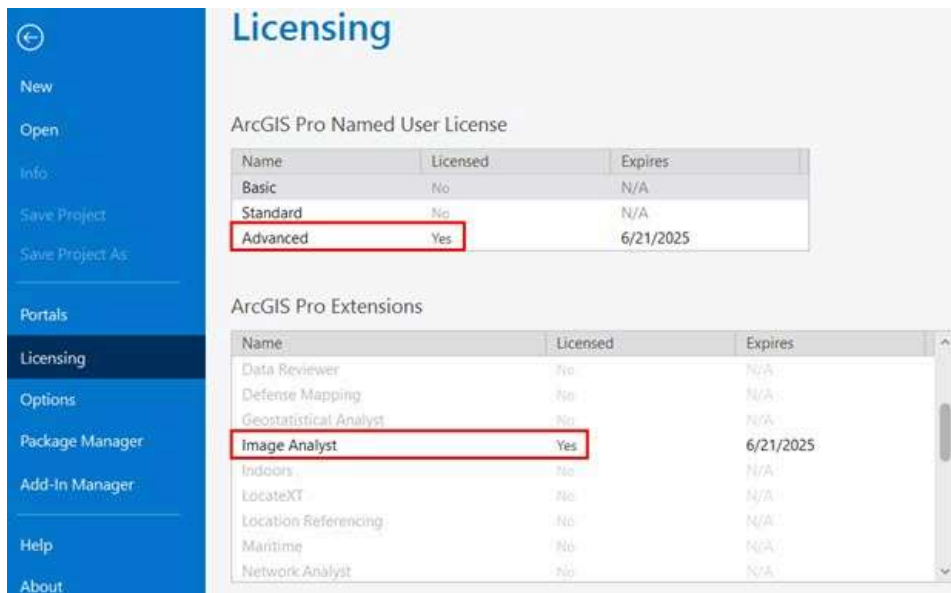 Licensing
New
Open
Info
Save Project
Save Project As
Portals
Licensing
Options
Package Manager
Add-In Manager
Help
About
ArcGIS Pro Named User License
Name Licensed Expires
Basic No N/A
Standard No N/A
Advanced Yes 6/21/2025
ArcGIS Pro Extensions
Name Licensed Expires
Data Reviewer No N/A
Defense Mapping No N/A
Geostatistical Analyst No N/A
Image Analyst Yes 6/21/2025
Indoors No N/A
LocateXT No N/A
Location Referencing No N/A
Maritime No N/A
Network Analyst No N/A